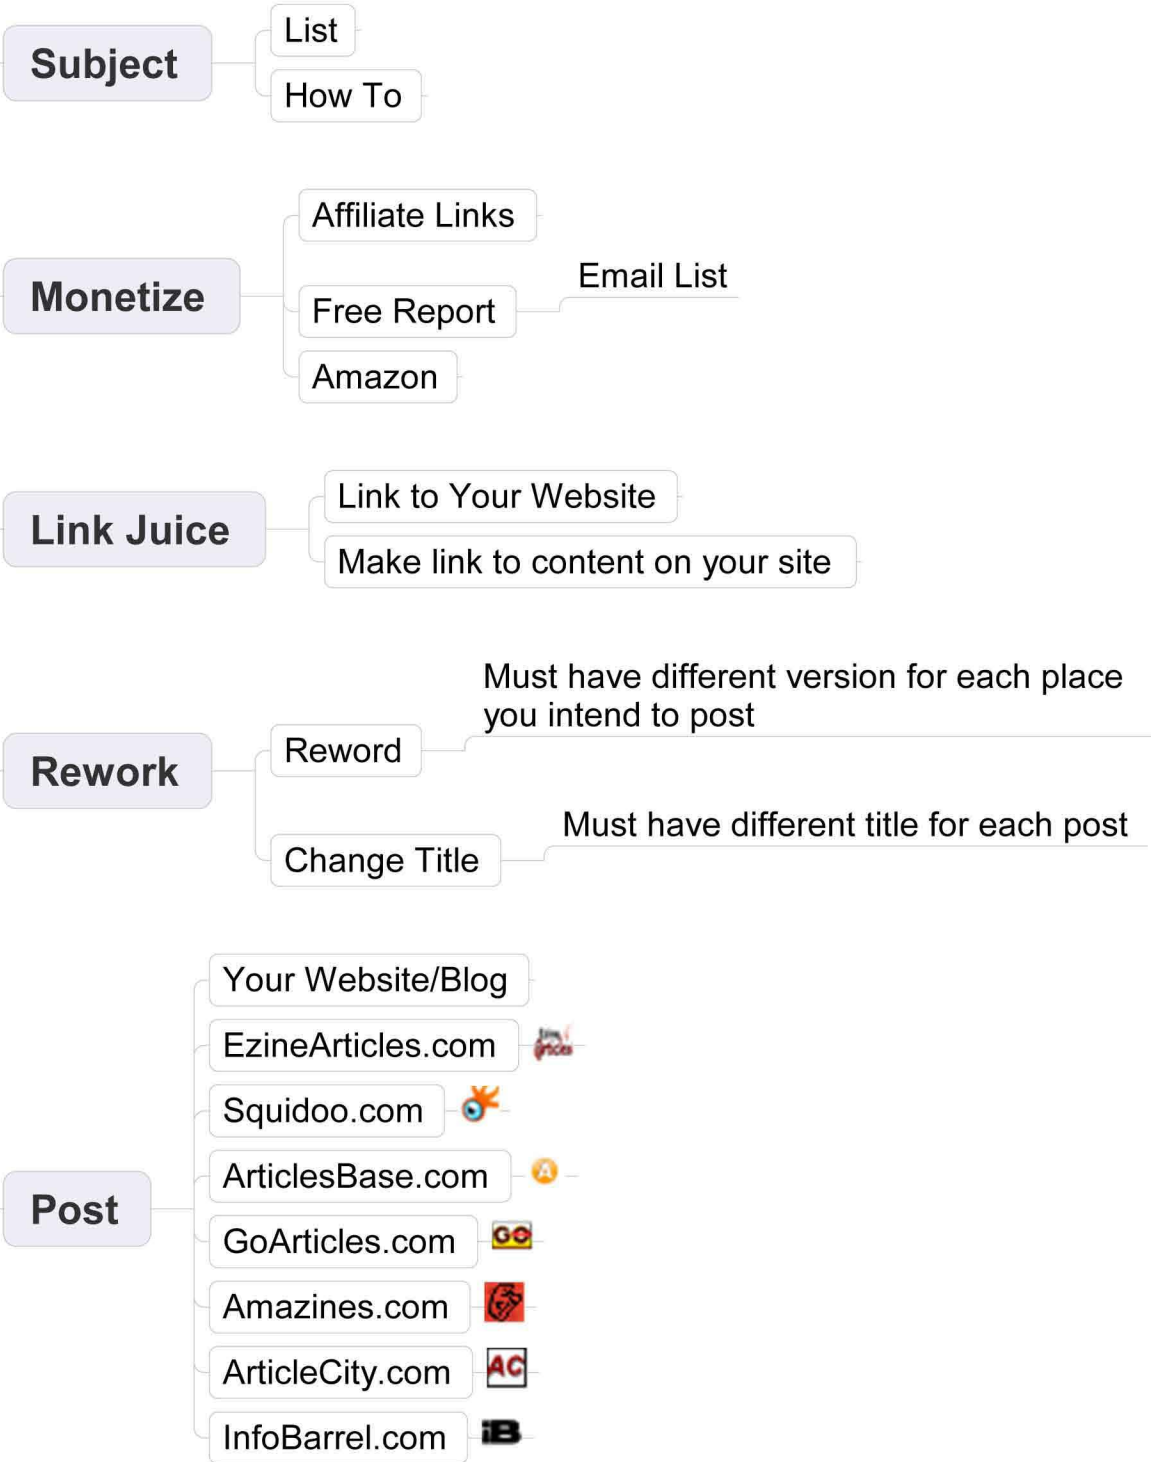 Subject
List
How To
Monetize
Affiliate Links
Free Report
Email List
Amazon
Link Juice
Link to Your Website
Make link to content on your site
Rework
Reword
Must have different version for each place
you intend to post
Change Title
Must have different title for each post
Post
Your Website/Blog
EzineArticles.com
Squidoo.com
ArticlesBase.com
A
GoArticles.com
GO
Amazines.com
ArticleCity.com
AC
InfoBarrel.com
iB